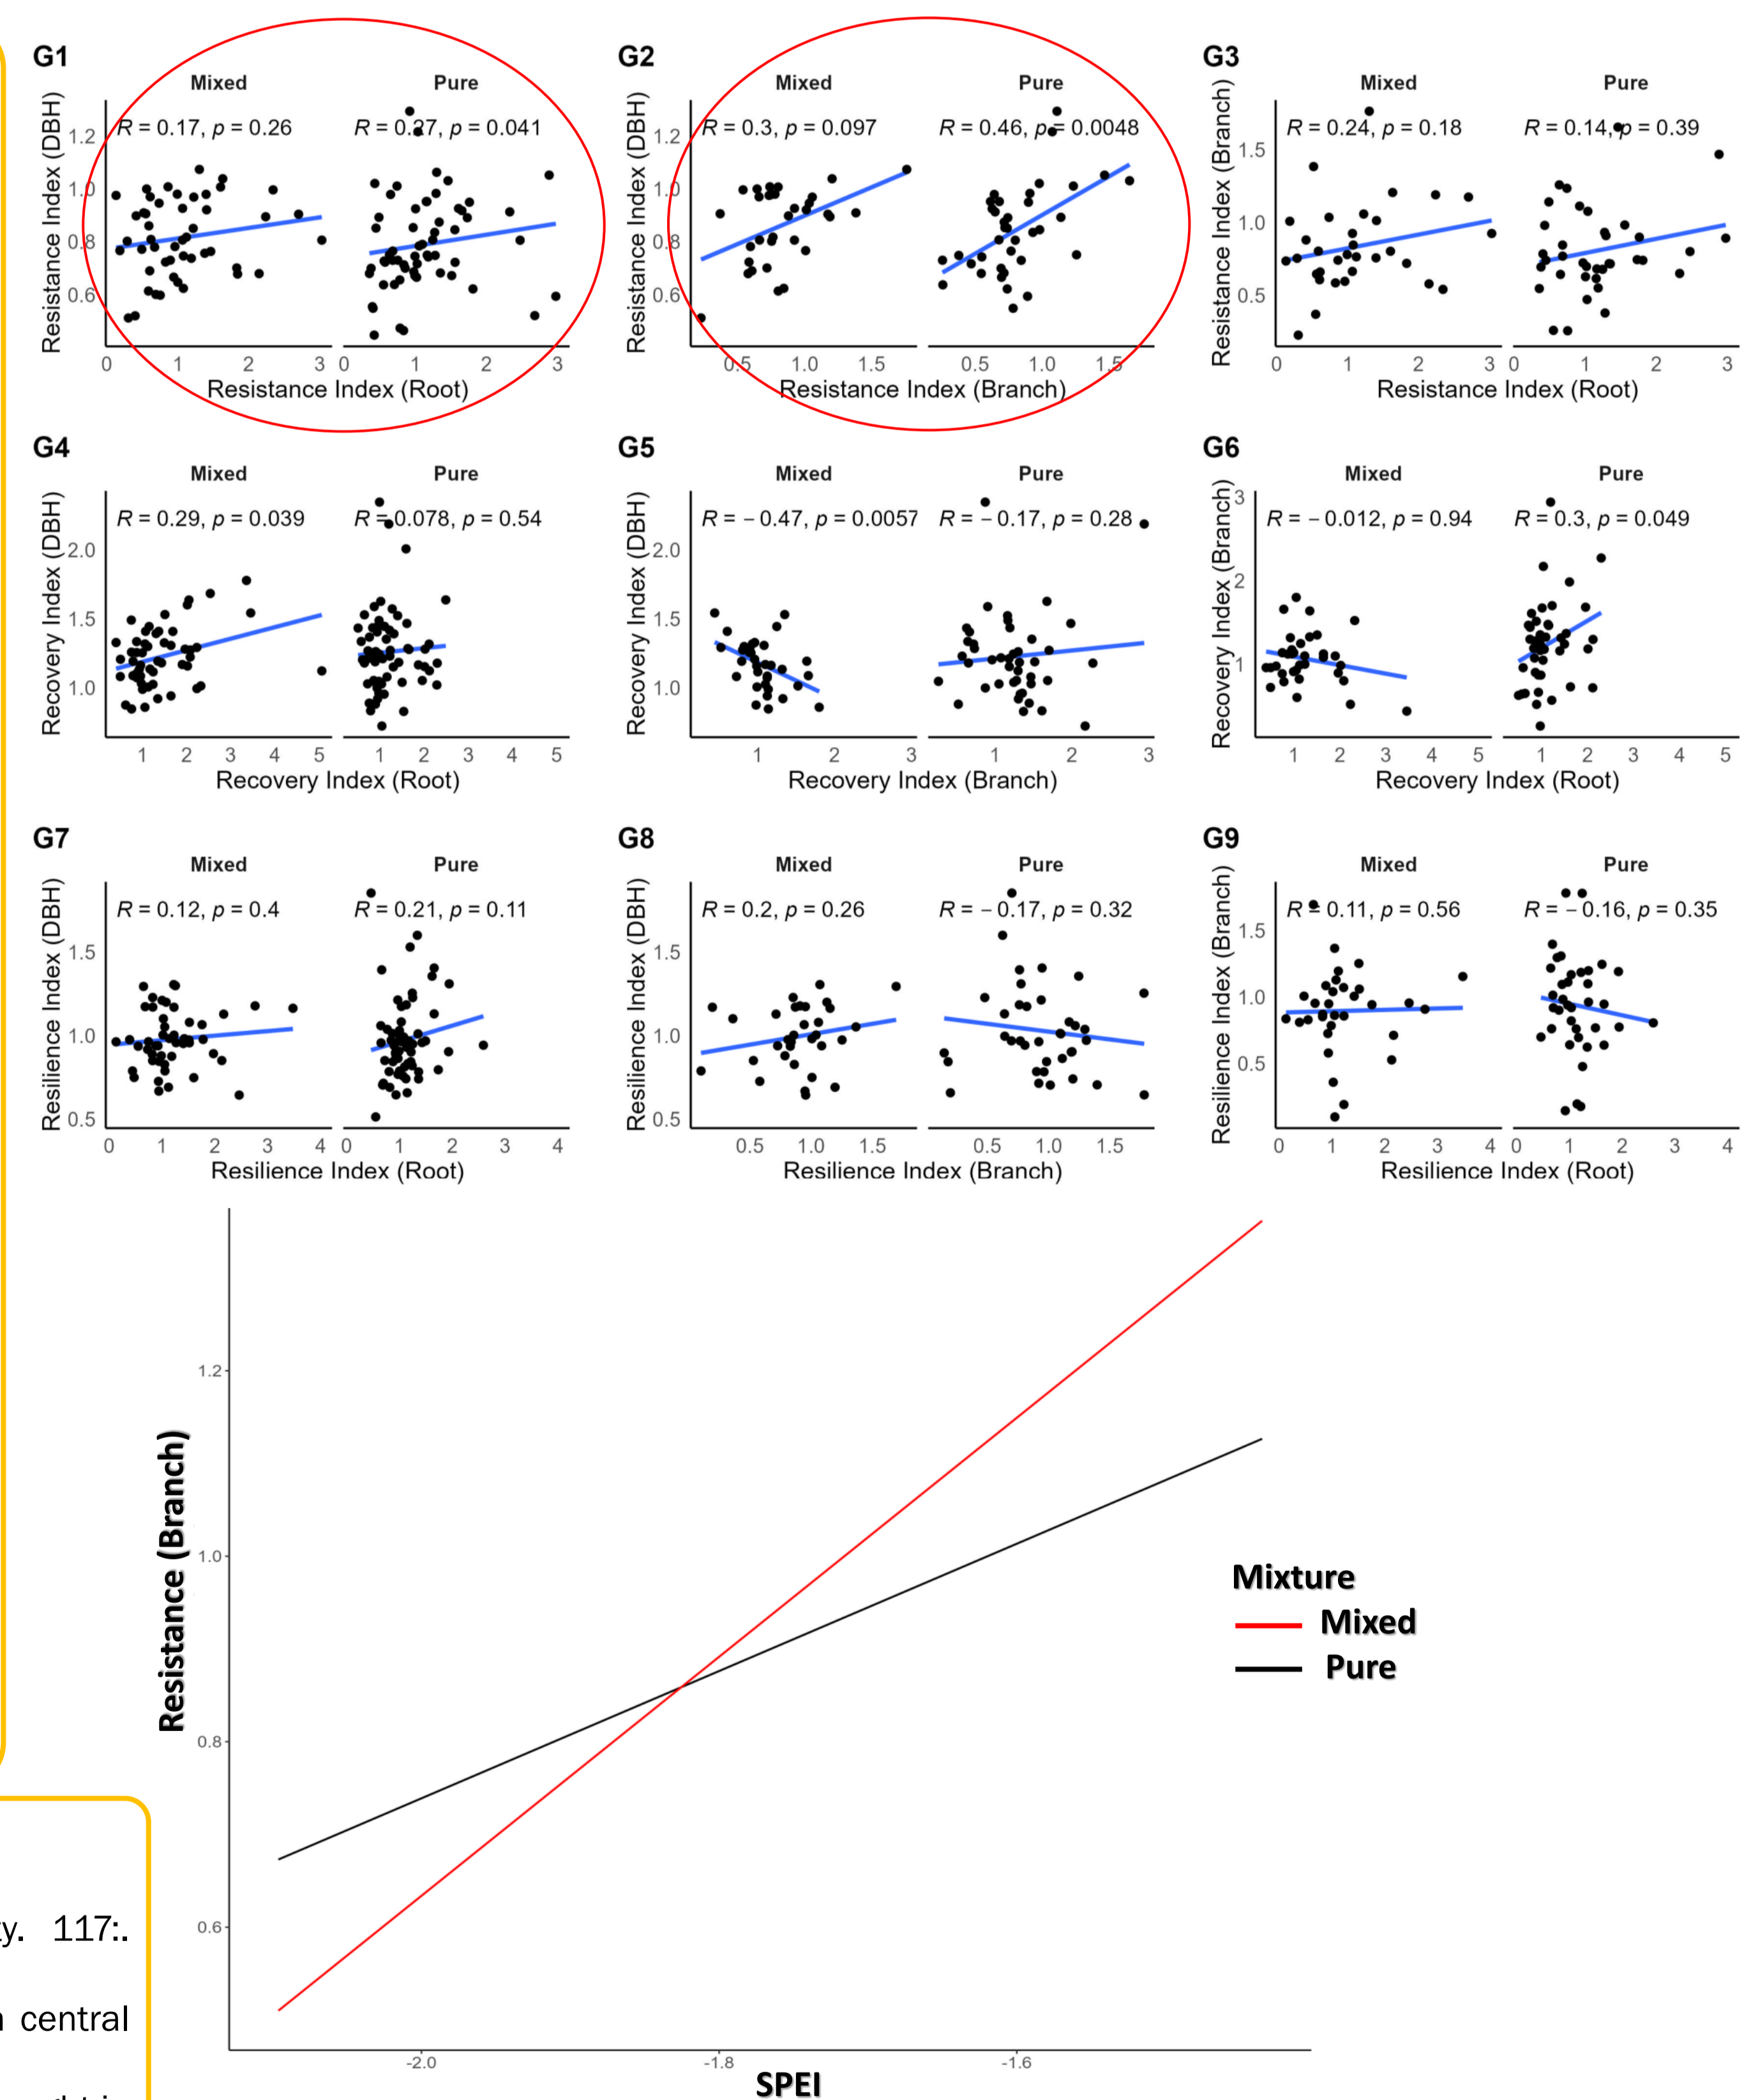 G1
Mixed
Pure
R = 0.17, p = 0.26
R = 0.27, p = 0.041
Resistance Index (DBH)
1.2
1.0
0.8
0.6
0 1 2 3 0 1 2 3
Resistance Index (Root)
G2
Mixed
Pure
R = 0.3, p = 0.097
R = 0.46, p = 0.0048
Resistance Index (DBH)
1.2
1.0
0.8
0.6
0.5 1.0 1.5 0.5 1.0 1.5
Resistance Index (Branch)
G3
Mixed
Pure
R = 0.24, p = 0.18
R = 0.14, p = 0.39
Resistance Index (Branch)
1.5
1.0
0.5
0 1 2 3 0 1 2 3
Resistance Index (Root)
G4
Mixed
Pure
R = 0.29, p = 0.039
R = 0.078, p = 0.54
Recovery Index (DBH)
2.0
1.5
1.0
1 2 3 4 5 1 2 3 4 5
Recovery Index (Root)
G5
Mixed
Pure
R = − 0.47, p = 0.0057
R = − 0.17, p = 0.28
Recovery Index (DBH)
2.0
1.5
1.0
1 2 3 1 2 3
Recovery Index (Branch)
G6
Mixed
Pure
R = − 0.012, p = 0.94
R = 0.3, p = 0.049
Recovery Index (Branch)
3
2
1
1 2 3 4 5 1 2 3 4 5
Recovery Index (Root)
G7
Mixed
Pure
R = 0.12, p = 0.4
R = 0.21, p = 0.11
Resilience Index (DBH)
1.5
1.0
0.5
0 1 2 3 4 0 1 2 3 4
Resilience Index (Root)
G8
Mixed
Pure
R = 0.2, p = 0.26
R = − 0.17, p = 0.32
Resilience Index (DBH)
1.5
1.0
0.5
0.5 1.0 1.5 0.5 1.0 1.5
Resilience Index (Branch)
G9
Mixed
Pure
R = 0.11, p = 0.56
R = − 0.16, p = 0.35
Resilience Index (Branch)
1.5
1.0
0.5
0 1 2 3 4 0 1 2 3 4
Resilience Index (Root)
Resistance (Branch)
1.2
1.0
0.8
0.6
-2.0 -1.8 -1.6
SPEI
Mixture
Mixed
Pure
117:.
central